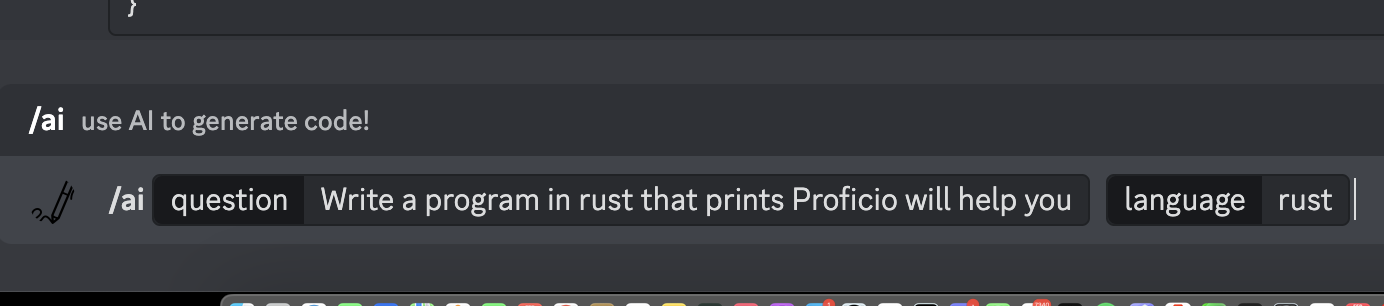 }
/ai use AI to generate code!
/ai question Write a program in rust that prints Proficio will help you language rust